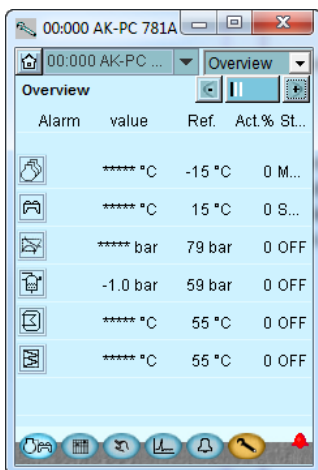 00:000 AK-PC 781A
00:000 AK-PC ... Overview
Overview
Alarm value Ref. Act.% St...
***** °C -15 °C 0 M...
***** °C 15 °C 0 S...
***** bar 79 bar 0 OFF
-1.0 bar 59 bar 0 OFF
***** °C 55 °C 0 OFF
***** °C 55 °C 0 OFF